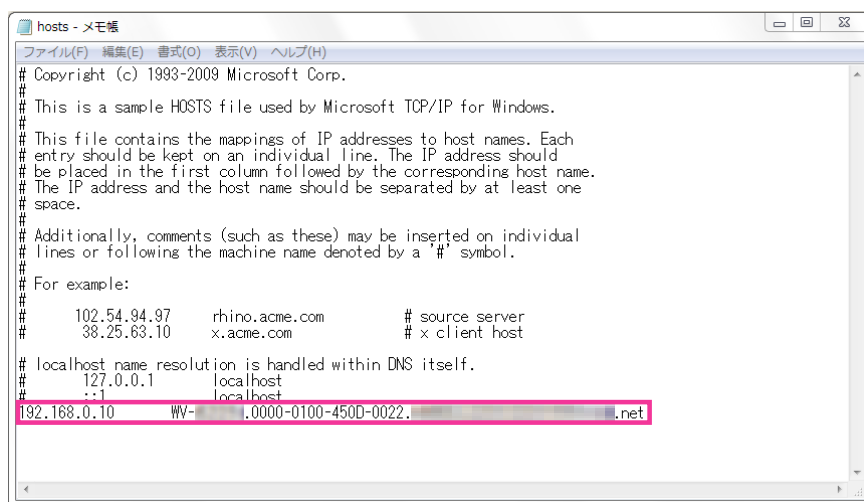 hosts - メモ帳
ファイル(F) 編集(E) 書式(O) 表示(V) ヘルプ(H)
# Copyright (c) 1993-2009 Microsoft Corp.
#
# This is a sample HOSTS file used by Microsoft TCP/IP for Windows.
#
# This file contains the mappings of IP addresses to host names. Each
# entry should be kept on an individual line. The IP address should
# be placed in the first column followed by the corresponding host name.
# The IP address and the host name should be separated by at least one
# space.
#
# Additionally, comments (such as these) may be inserted on individual
# lines or following the machine name denoted by a '#' symbol.
#
# For example:
#
# 102.54.94.97 rhino.acme.com # source server
# 38.25.63.10 x.acme.com # x client host
# localhost name resolution is handled within DNS itself.
# 127.0.0.1 localhost
# ::1 localhost
192.168.0.10 WV- .0000-0100-450D-0022. .net